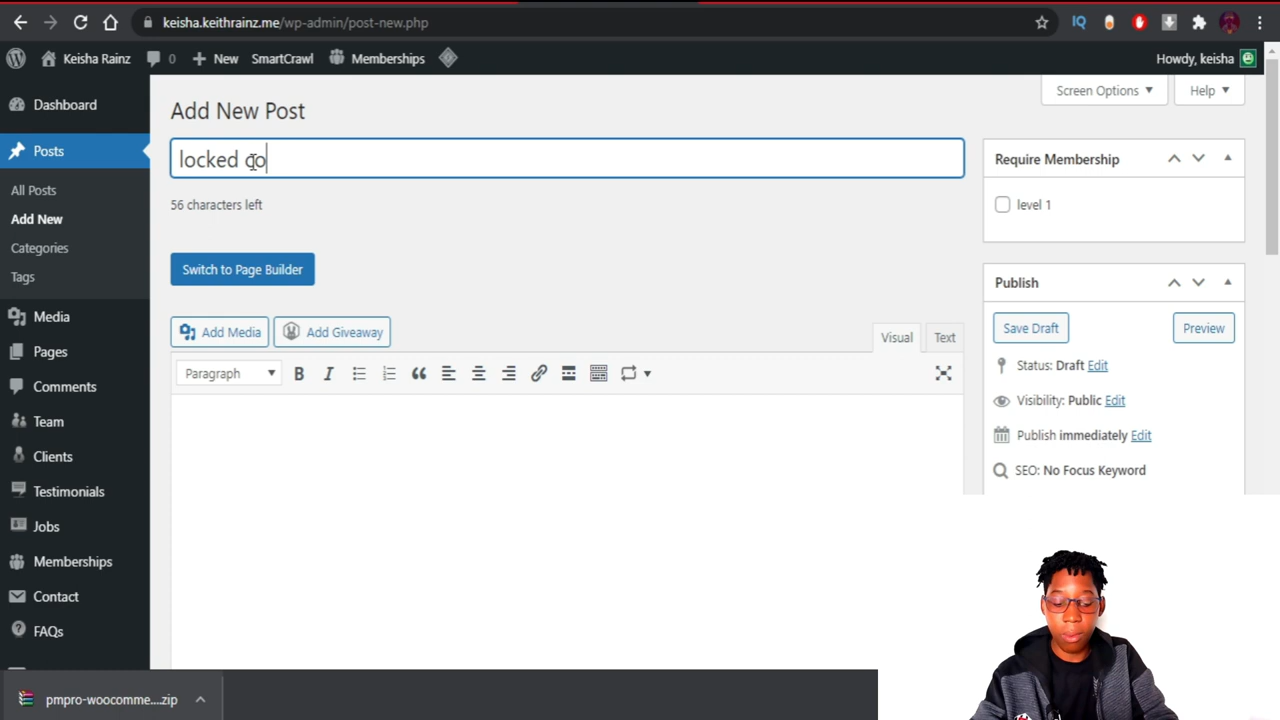 keisha.keithrainz.me/wp-admin/post-new.php
Keisha Rainz 0 New SmartCrawl Memberships Howdy, keisha
Screen Options Help
Dashboard
Posts
All Posts
Add New
Categories
Tags
Media
Pages
Comments
Team
Clients
Testimonials
Jobs
Memberships
Contact
FAQs
Add New Post
locked co
56 characters left
Switch to Page Builder
Add Media Add Giveaway
Visual Text
Paragraph
Require Membership
level 1
Publish
Save Draft Preview
Status: Draft Edit
Visibility: Public Edit
Publish immediately Edit
SEO: No Focus Keyword
pmpro-woocomme....zip